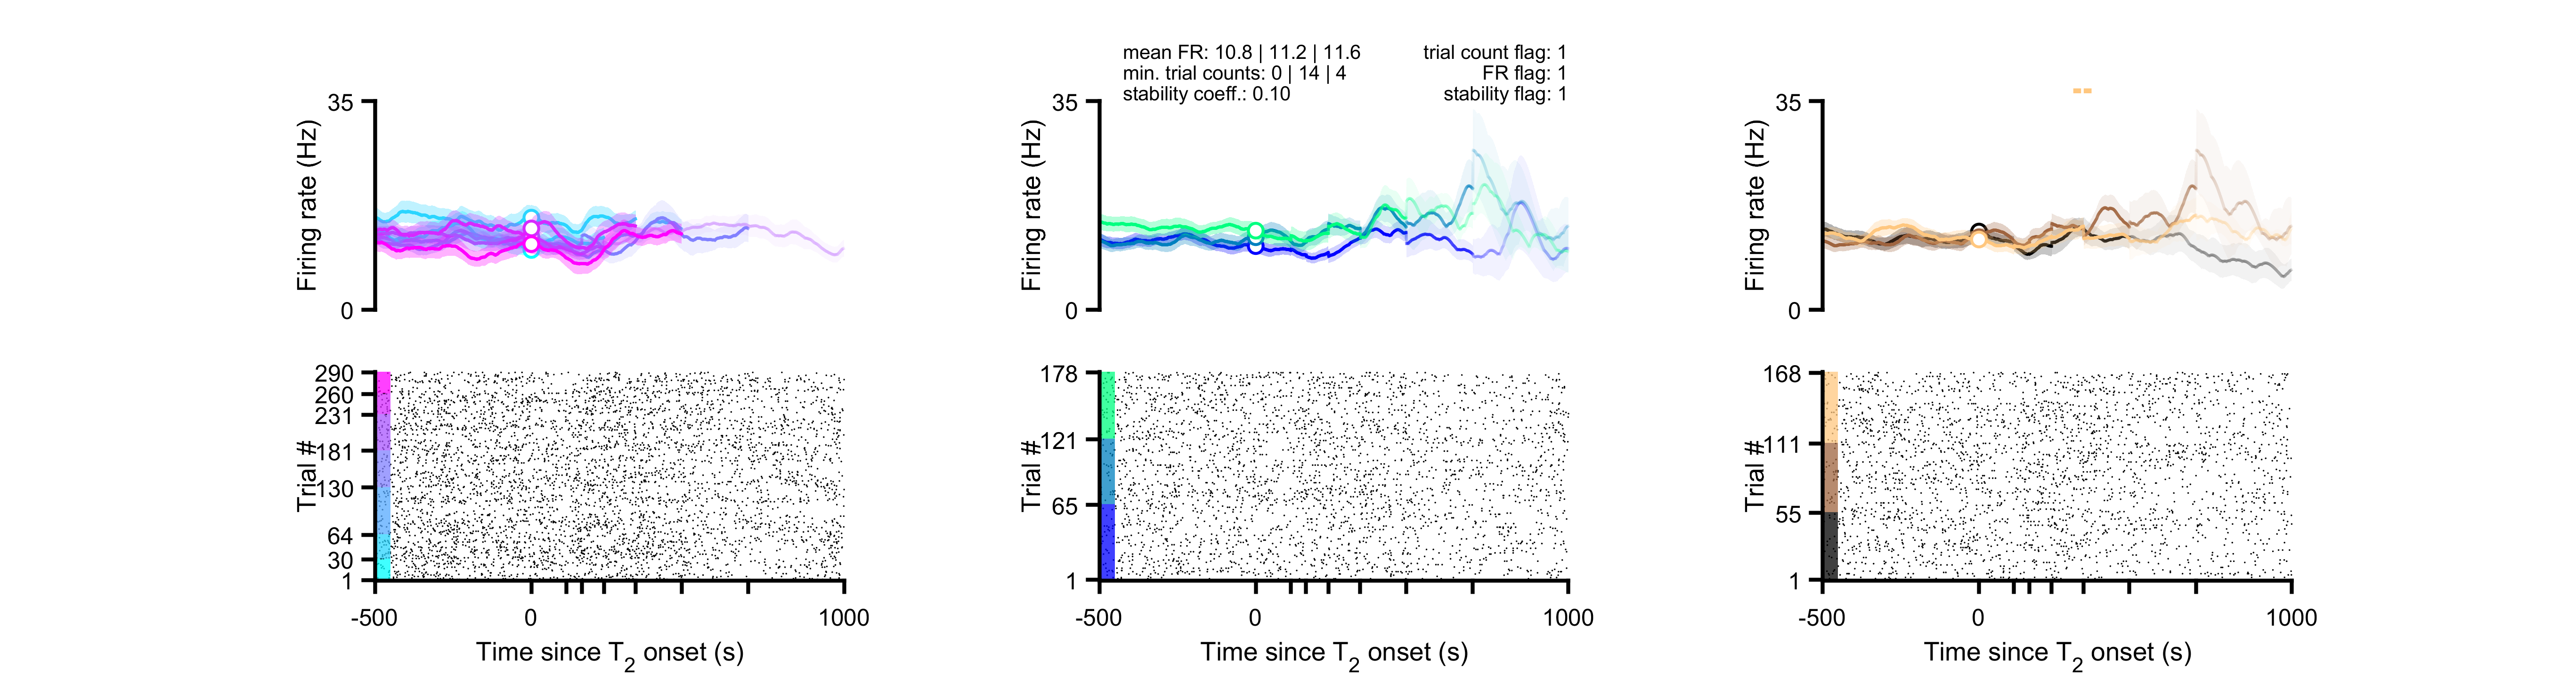 mean FR: 10.8 | 11.2 | 11.6
min. trial counts: 0 | 14 | 4
stability coeff.: 0.10
trial count flag: 1
FR flag: 1
stability flag: 1
35
Firing rate (Hz)
0
35
Firing rate (Hz)
0
35
Firing rate (Hz)
0
290
260
231
181
130
64
30
1
Trial #
-500
0
1000
Time since T2 onset (s)
178
121
65
1
Trial #
-500
0
1000
Time since T2 onset (s)
168
111
55
1
Trial #
-500
0
1000
Time since T2 onset (s)